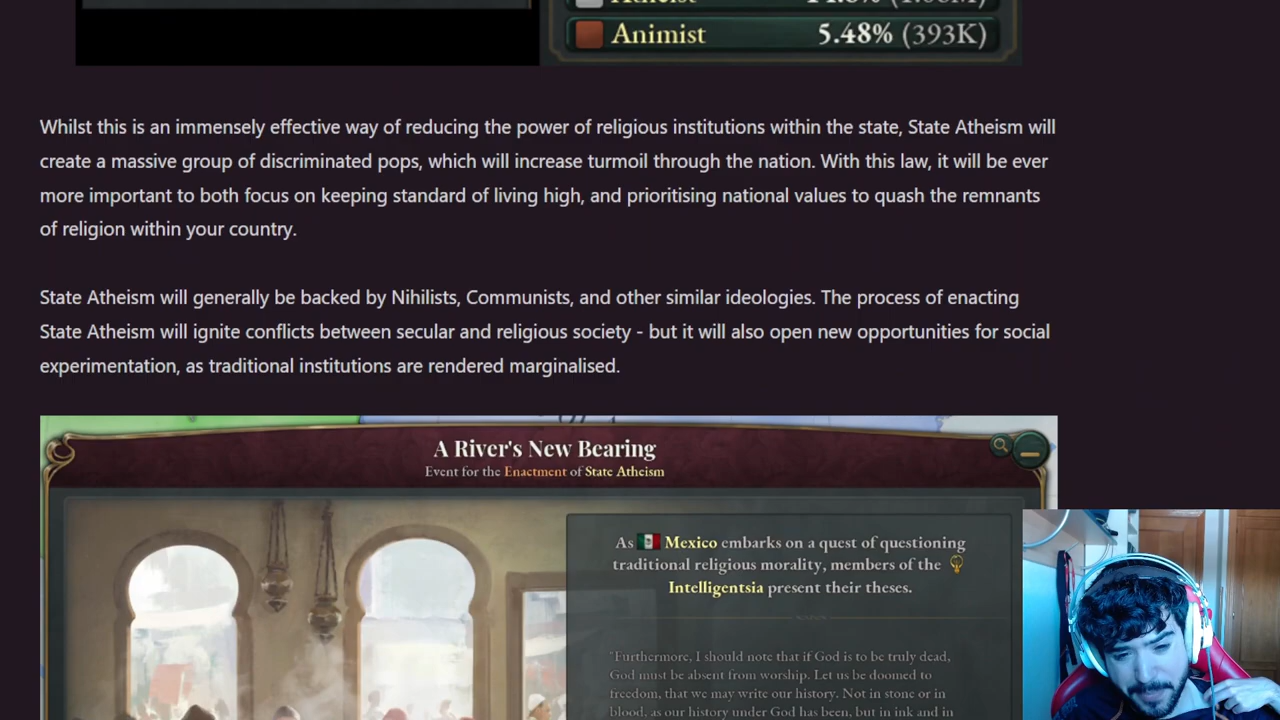 Animist 5.48% (393K)
Whilst this is an immensely effective way of reducing the power of religious institutions within the state, State Atheism will
create a massive group of discriminated pops, which will increase turmoil through the nation. With this law, it will be ever
more important to both focus on keeping standard of living high, and prioritising national values to quash the remnants
of religion within your country.
State Atheism will generally be backed by Nihilists, Communists, and other similar ideologies. The process of enacting
State Atheism will ignite conflicts between secular and religious society - but it will also open new opportunities for social
experimentation, as traditional institutions are rendered marginalised.
A River's New Bearing
Event for the Enactment of State Atheism
As Mexico embarks on a quest of questioning
traditional religious morality, members of the
Intelligentsia present their theses.
"Furthermore, I should note that if God is to be truly dead,
God must be absent from worship. Let us be doomed to
freedom, that we may write our history. Not in stone or in
blood, as our history under God has been, but in ink and in